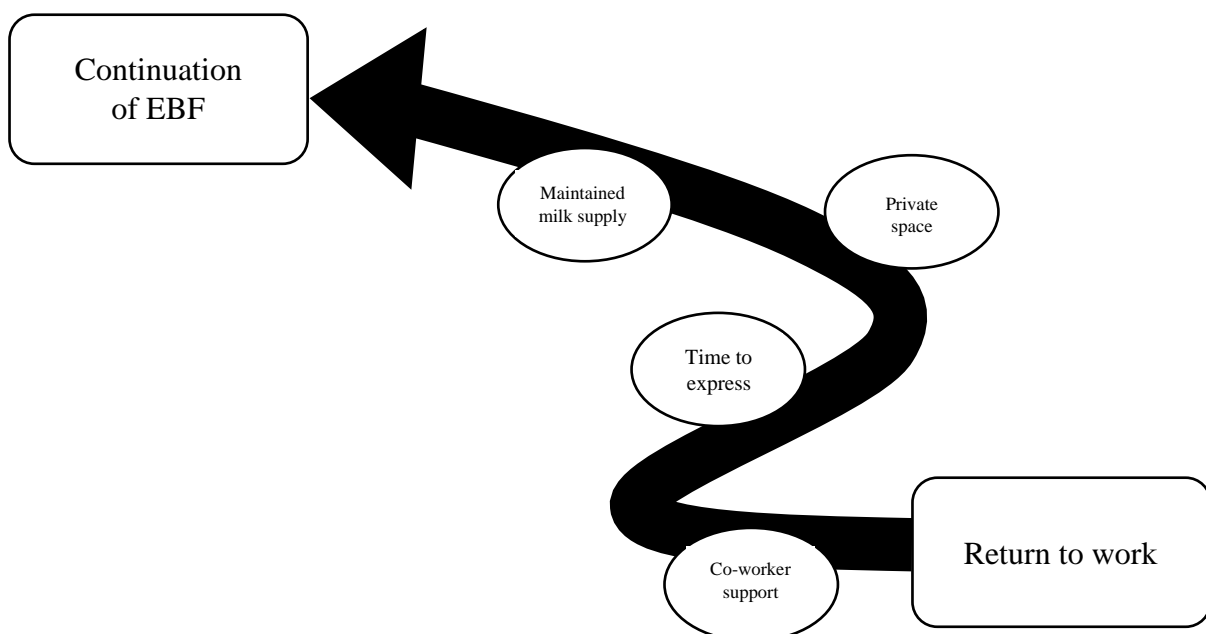 Continuation
of EBF
Maintained
milk supply
Private
space
Time to
express
Return to work
Co-worker
support